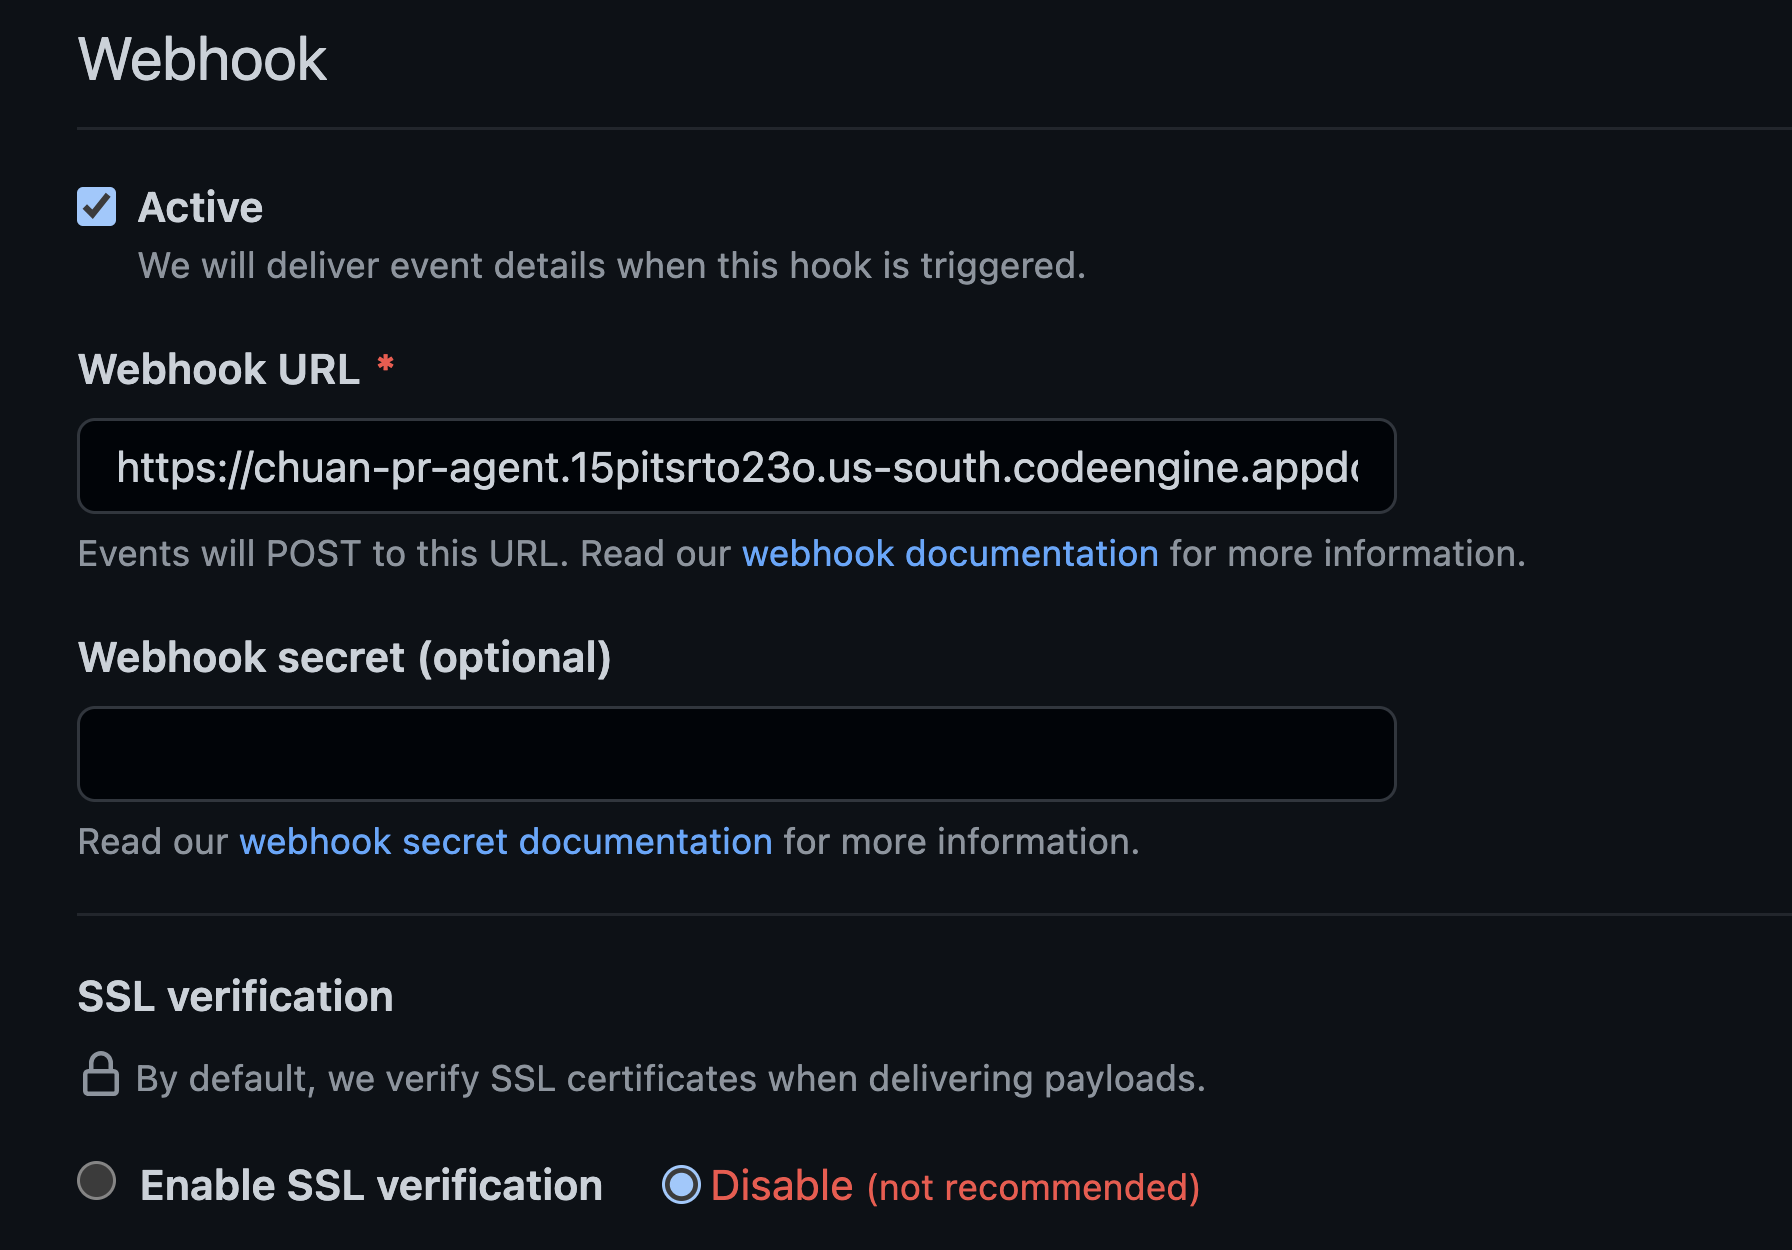 Webhook
Active
We will deliver event details when this hook is triggered.
Webhook URL *
https://chuan-pr-agent.15pitsrto23o.us-south.codeengine.appdo
Events will POST to this URL. Read our webhook documentation for more information.
Webhook secret (optional)
Read our webhook secret documentation for more information.
SSL verification
By default, we verify SSL certificates when delivering payloads.
Enable SSL verification Disable (not recommended)